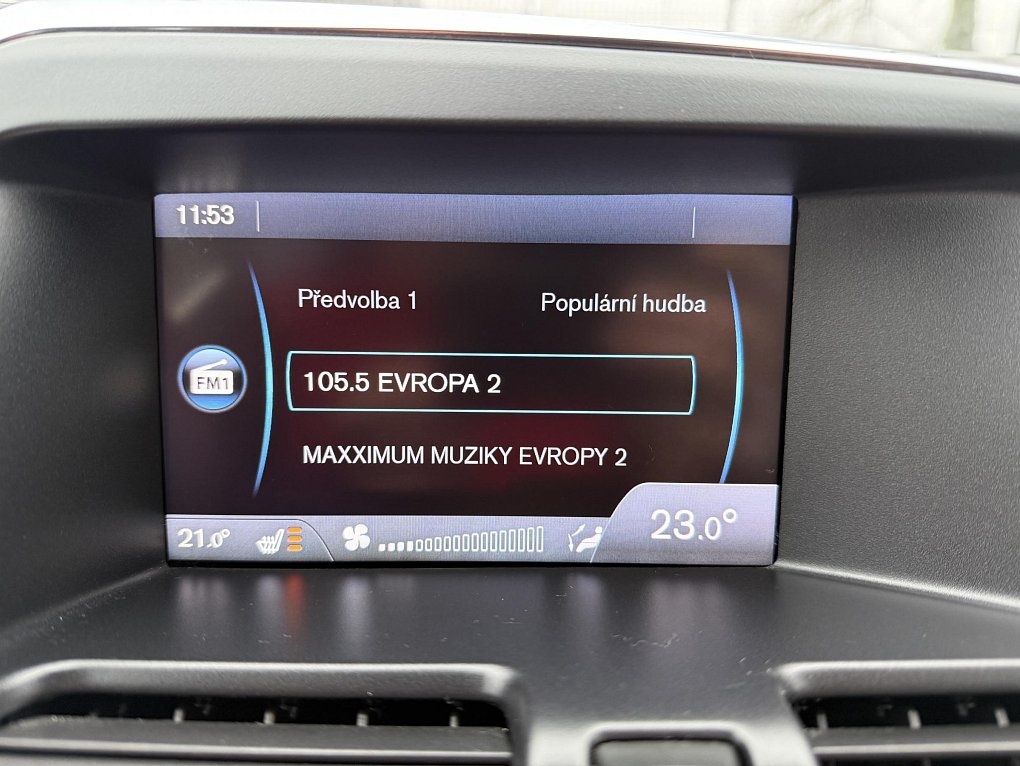 11:53
Předvolba 1 Populární hudba
FM1
105.5 EVROPA 2
MAXXIMUM MUZIKY EVROPY 2
21.0° 23.0°